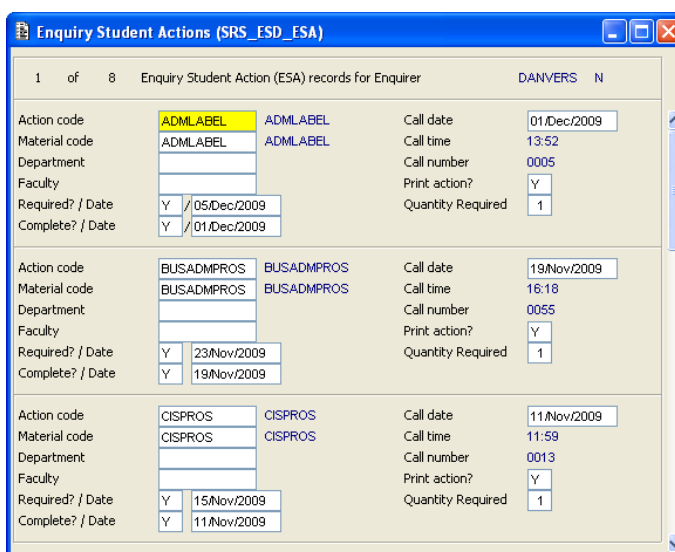 Enquiry Student Actions (SRS_ESD_ESA)
1 of 8 Enquiry Student Action (ESA) records for Enquirer DANVERS N
Action code ADMLABEL ADMLABEL Call date 01/Dec/2009
Material code ADMLABEL ADMLABEL Call time 13:52
Department Call number 0005
Faculty Print action? Y
Required? / Date Y / 05/Dec/2009 Quantity Required 1
Complete? / Date Y / 01/Dec/2009
Action code BUSADMPROS BUSADMPROS Call date 19/Nov/2009
Material code BUSADMPROS BUSADMPROS Call time 16:18
Department Call number 0055
Faculty Print action? Y
Required? / Date Y 23/Nov/2009 Quantity Required 1
Complete? / Date Y 19/Nov/2009
Action code CISPROS CISPROS Call date 11/Nov/2009
Material code CISPROS CISPROS Call time 11:59
Department Call number 0013
Faculty Print action? Y
Required? / Date Y 15/Nov/2009 Quantity Required 1
Complete? / Date Y 11/Nov/2009